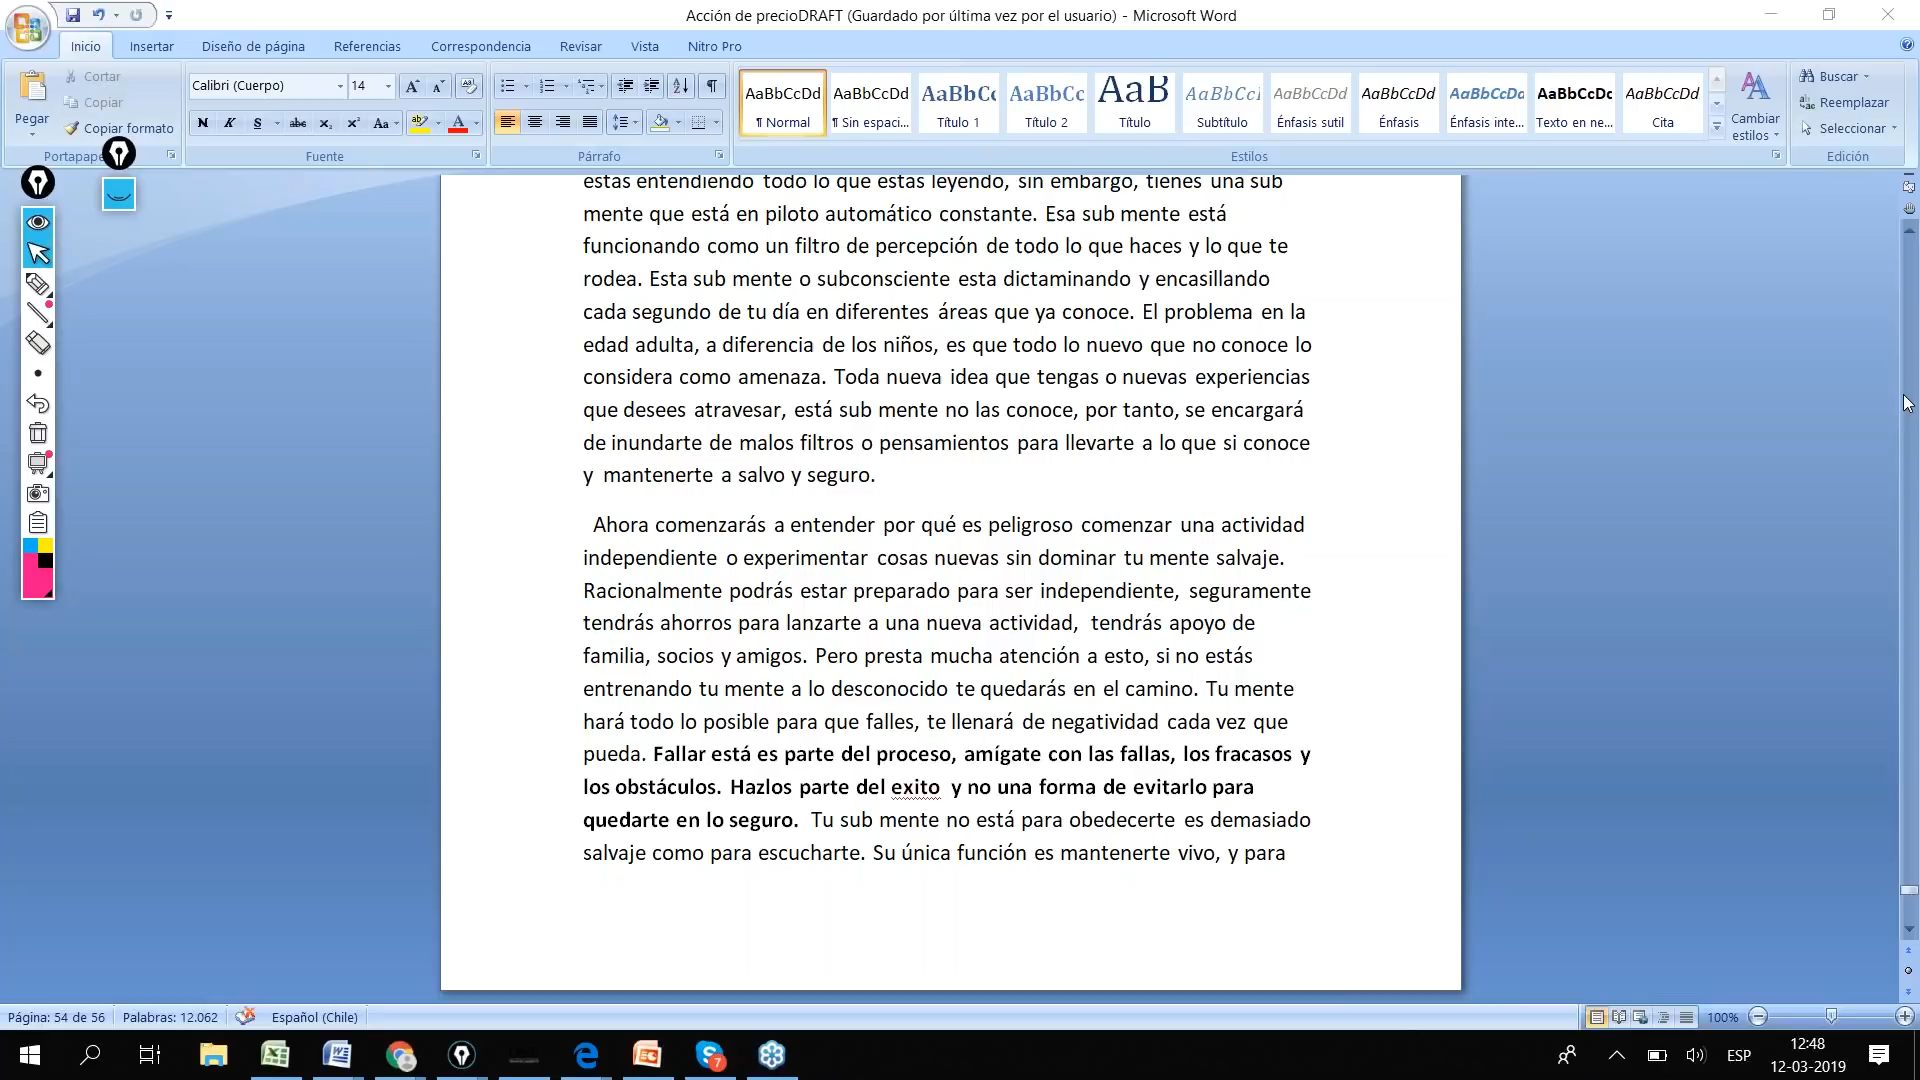 Acción de precioDRAFT (Guardado por última vez por el usuario) - Microsoft Word
Inicio Insertar Diseño de página Referencias Correspondencia Revisar Vista Nitro Pro
Pegar
Cortar
Copiar
Copiar formato
Portapape
Calibri (Cuerpo) 14
N K S abc x₂ x² Aa ab A
Fuente
Párrafo
AaBbCcDd AaBbCcDd AaBbCc AaBbCc AaB AaBbCcI AaBbCcDd AaBbCcDd AaBbCcDd AaBbCcDc AaBbCcDd
¶ Normal ¶ Sin espaci... Título 1 Título 2 Título Subtítulo Énfasis sutil Énfasis Énfasis inte... Texto en ne... Cita
Estilos
Cambiar
estilos
Buscar
Reemplazar
Seleccionar
Edición
estas entendiendo todo lo que estas leyendo, sin embargo, tienes una sub
mente que está en piloto automático constante. Esa sub mente está
funcionando como un filtro de percepción de todo lo que haces y lo que te
rodea. Esta sub mente o subconsciente esta dictaminando y encasillando
cada segundo de tu día en diferentes áreas que ya conoce. El problema en la
edad adulta, a diferencia de los niños, es que todo lo nuevo que no conoce lo
considera como amenaza. Toda nueva idea que tengas o nuevas experiencias
que desees atravesar, está sub mente no las conoce, por tanto, se encargará
de inundarte de malos filtros o pensamientos para llevarte a lo que si conoce
y mantenerte a salvo y seguro.
Ahora comenzarás a entender por qué es peligroso comenzar una actividad
independiente o experimentar cosas nuevas sin dominar tu mente salvaje.
Racionalmente podrás estar preparado para ser independiente, seguramente
tendrás ahorros para lanzarte a una nueva actividad, tendrás apoyo de
familia, socios y amigos. Pero presta mucha atención a esto, si no estás
entrenando tu mente a lo desconocido te quedarás en el camino. Tu mente
hará todo lo posible para que falles, te llenará de negatividad cada vez que
pueda. Fallar está es parte del proceso, amígate con las fallas, los fracasos y
los obstáculos. Hazlos parte del exito y no una forma de evitarlo para
quedarte en lo seguro. Tu sub mente no está para obedecerte es demasiado
salvaje como para escucharte. Su única función es mantenerte vivo, y para
Página: 54 de 56 Palabras: 12.062 Español (Chile) 100%
7
ESP
12:48
12-03-2019